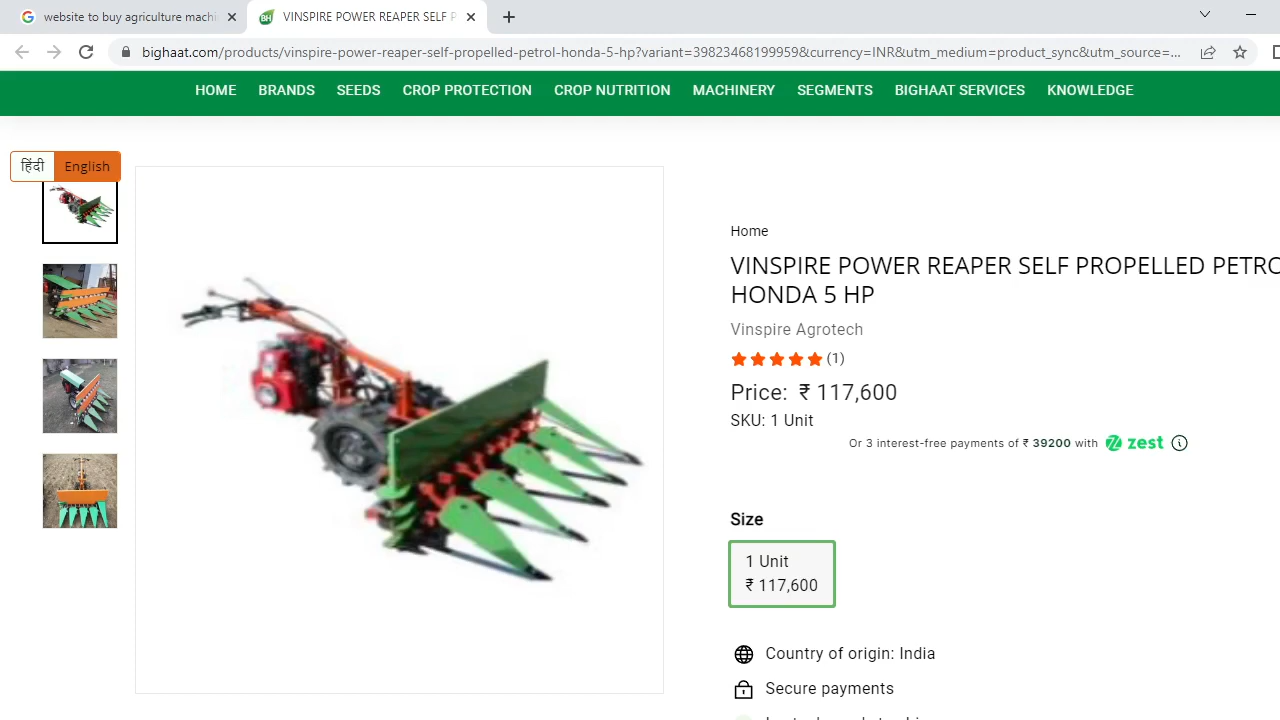 website to buy agriculture machi
VINSPIRE POWER REAPER SELF P
bighaat.com/products/vinspire-power-reaper-self-propelled-petrol-honda-5-hp?variant=39823468199959&currency=INR&utm_medium=product_sync&utm_source=...
HOME BRANDS SEEDS CROP PROTECTION CROP NUTRITION MACHINERY SEGMENTS BIGHAAT SERVICES KNOWLEDGE
हिंदी English
Home
VINSPIRE POWER REAPER SELF PROPELLED PETRO
HONDA 5 HP
Vinspire Agrotech
(1)
Price: ₹ 117,600
SKU: 1 Unit
Or 3 interest-free payments of ₹ 39200 with zest
Size
1 Unit
₹ 117,600
Country of origin: India
Secure payments